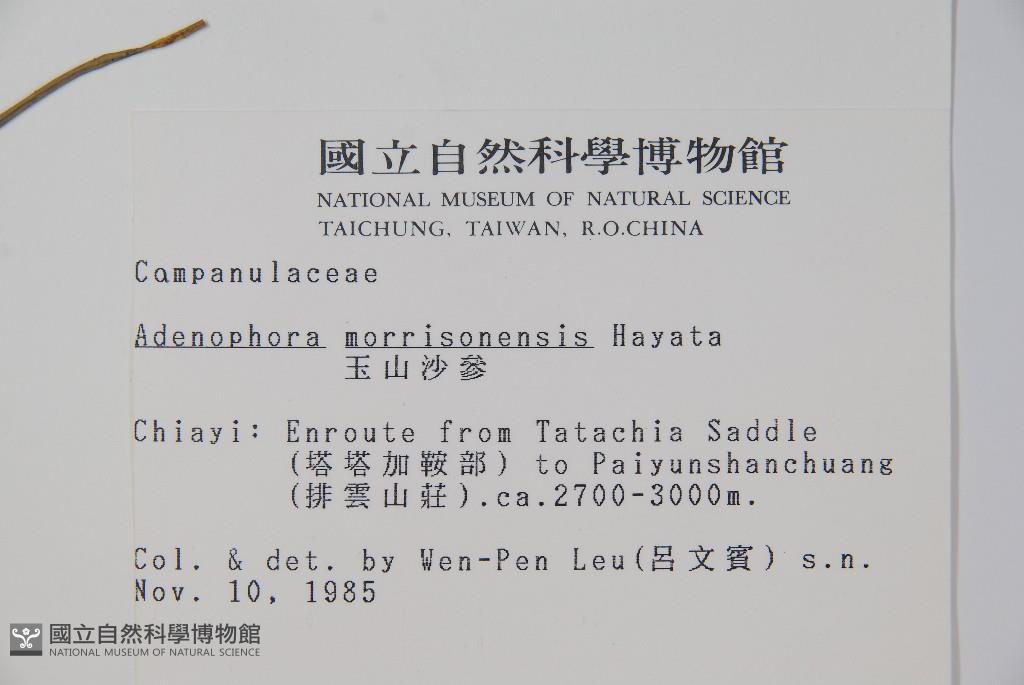 國立自然科學博物館
NATIONAL MUSEUM OF NATURAL SCIENCE
TAICHUNG, TAIWAN, R.O.CHINA
Campanulaceae
Adenophora morrisonensis Hayata
玉山沙參
Chiayi: Enroute from Tatachia Saddle
(塔塔加鞍部) to Paiyunshanchuang
(排雲山莊).ca.2700-3000m.
Col. & det. by Wen-Pen Leu(呂文賓) s.n.
Nov. 10, 1985
國立自然科學博物館
NATIONAL MUSEUM OF NATURAL SCIENCE